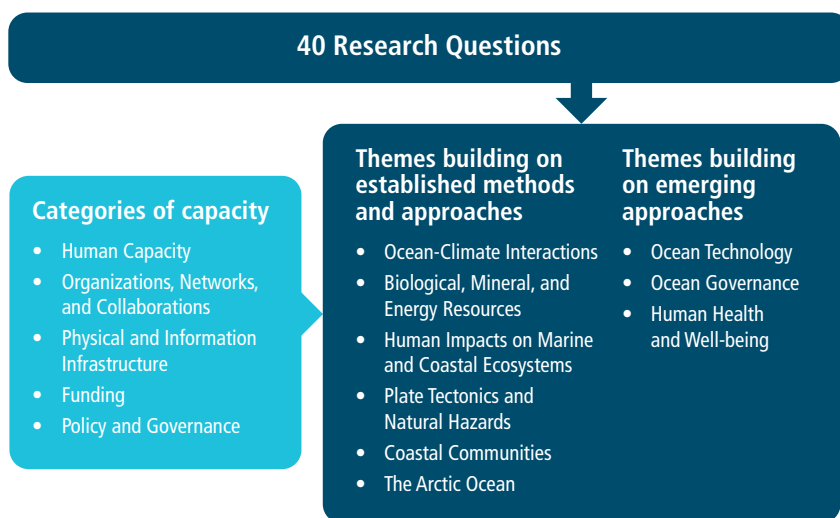 40 Research Questions
Categories of capacity
• Human Capacity
• Organizations, Networks,
and Collaborations
• Physical and Information
Infrastructure
• Funding
• Policy and Governance
Themes building on
established methods
and approaches
• Ocean-Climate Interactions
• Biological, Mineral, and
Energy Resources
• Human Impacts on Marine
and Coastal Ecosystems
• Plate Tectonics and
Natural Hazards
• Coastal Communities
• The Arctic Ocean
Themes building
on emerging
approaches
• Ocean Technology
• Ocean Governance
• Human Health
and Well-being